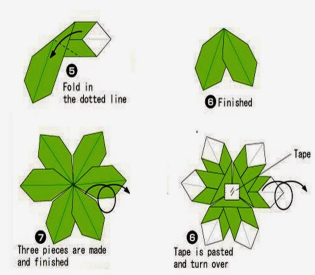 5
Fold in
the dotted line
6 Finished
Tape
7
Three pieces are made
and finished
6
Tape is pasted
and turn over